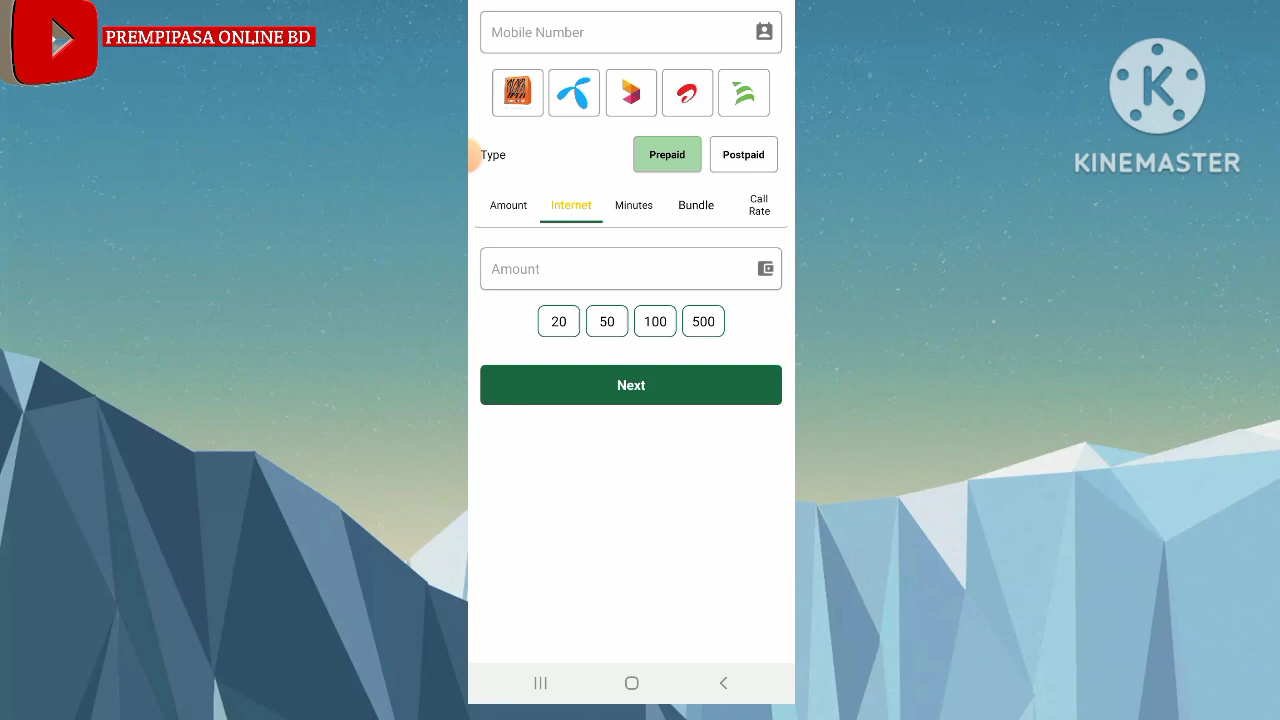 PREMPIPASA ONLINE BD
Mobile Number
Type
Prepaid
Postpaid
Amount
Internet
Minutes
Bundle
Call
Rate
Amount
20
50
100
500
Next
K
KINEMASTER